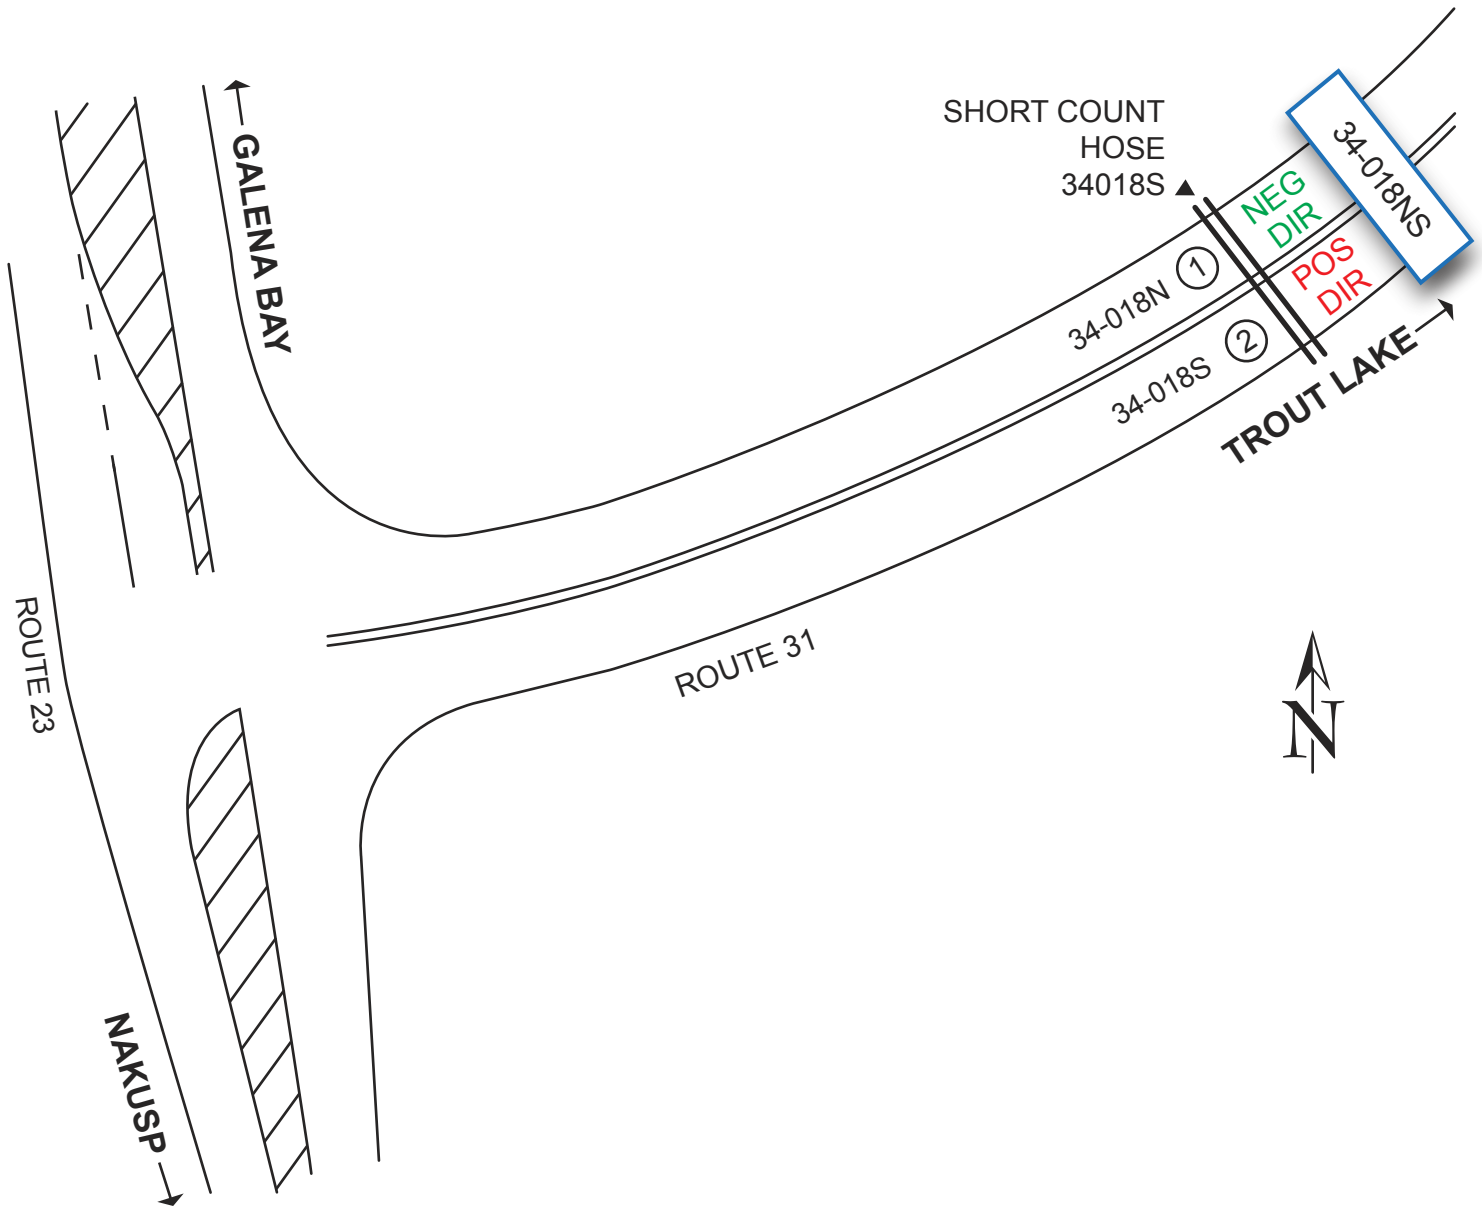 SHORT COUNT
HOSE
34018S
34-018NS
NEG
DIR
POS
DIR
GALENA BAY
34-018N 1
34-018S 2
TROUT LAKE
ROUTE 23
ROUTE 31
N
NAKUSP